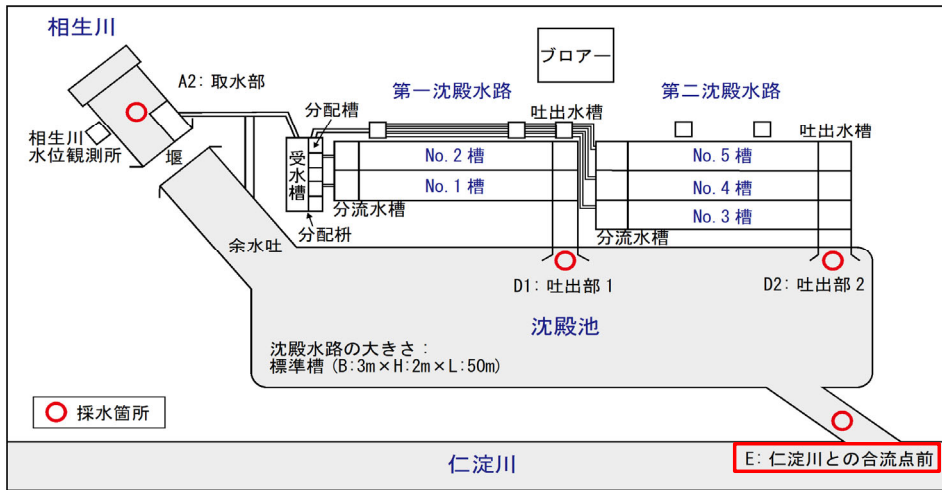 相生川
ブロアー
A2: 取水部
第一沈殿水路
第二沈殿水路
分配槽
吐出水槽
吐出水槽
相生川
水位観測所
堰
受水槽
No. 2 槽
No. 1 槽
No. 5 槽
No. 4 槽
No. 3 槽
分流水槽
分配枡
分流水槽
余水吐
D1: 吐出部 1
D2: 吐出部 2
沈殿池
沈殿水路の大きさ:
標準槽 (B:3m×H:2m×L:50m)
採水箇所
E: 仁淀川との合流点前
仁淀川